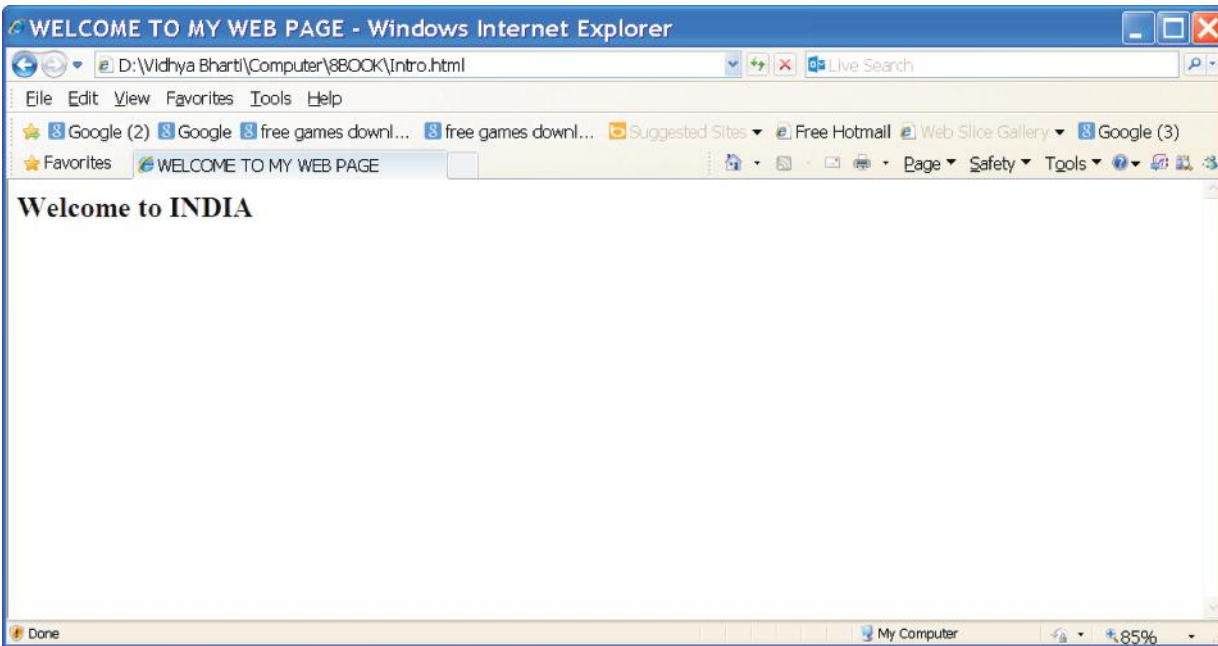 WELCOME TO MY WEB PAGE - Windows Internet Explorer
D:\Vidhya Bharti\Computer\8BOOK\Intro.html Live Search
File Edit View Favorites Tools Help
Google (2) Google free games downl... free games downl... Suggested Sites Free Hotmail Web Slice Gallery Google (3)
Favorites WELCOME TO MY WEB PAGE Page Safety Tools
Welcome to INDIA
Done My Computer 85%